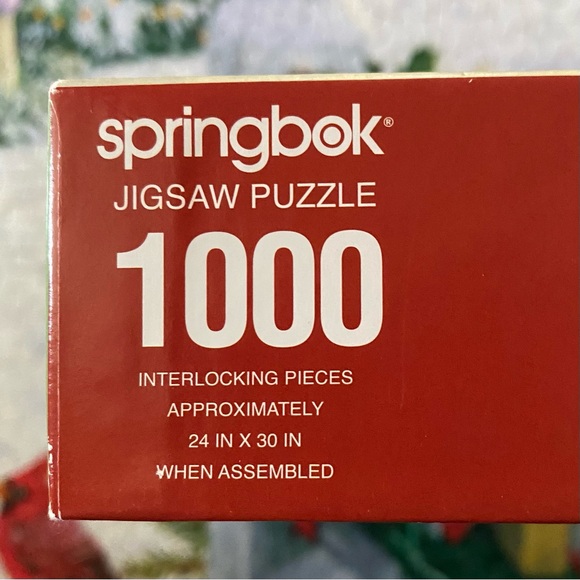 springbok®
JIGSAW PUZZLE
1000
INTERLOCKING PIECES
APPROXIMATELY
24 IN X 30 IN
WHEN ASSEMBLED